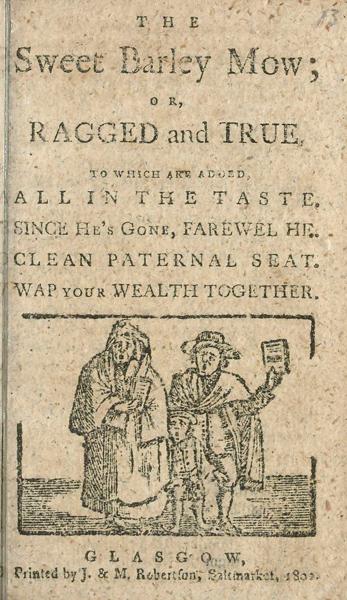 13
THE
Sweet Barley Mow;
OR,
RAGGED and TRUE.
TO WHICH ARE ADDED,
ALL IN THE TASTE.
SINCE HE's GONE, FAREWEL HE.
CLEAN PATERNAL SEAT.
WAP YOUR WEALTH TOGETHER.
GLASGOW,
Printed by J. & M. Robertson, Saltmarket, 1802.